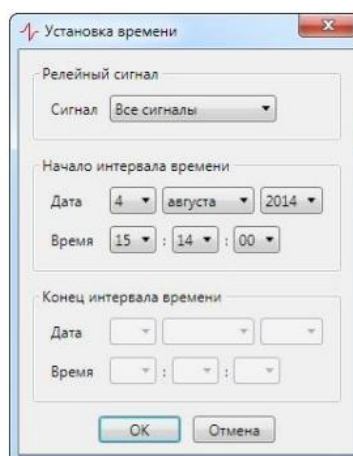 Установка времени
Релейный сигнал
Сигнал Все сигналы
Начало интервала времени
Дата 4 августа 2014
Время 15 : 14 : 00
Конец интервала времени
Дата
Время : :
OK Отмена